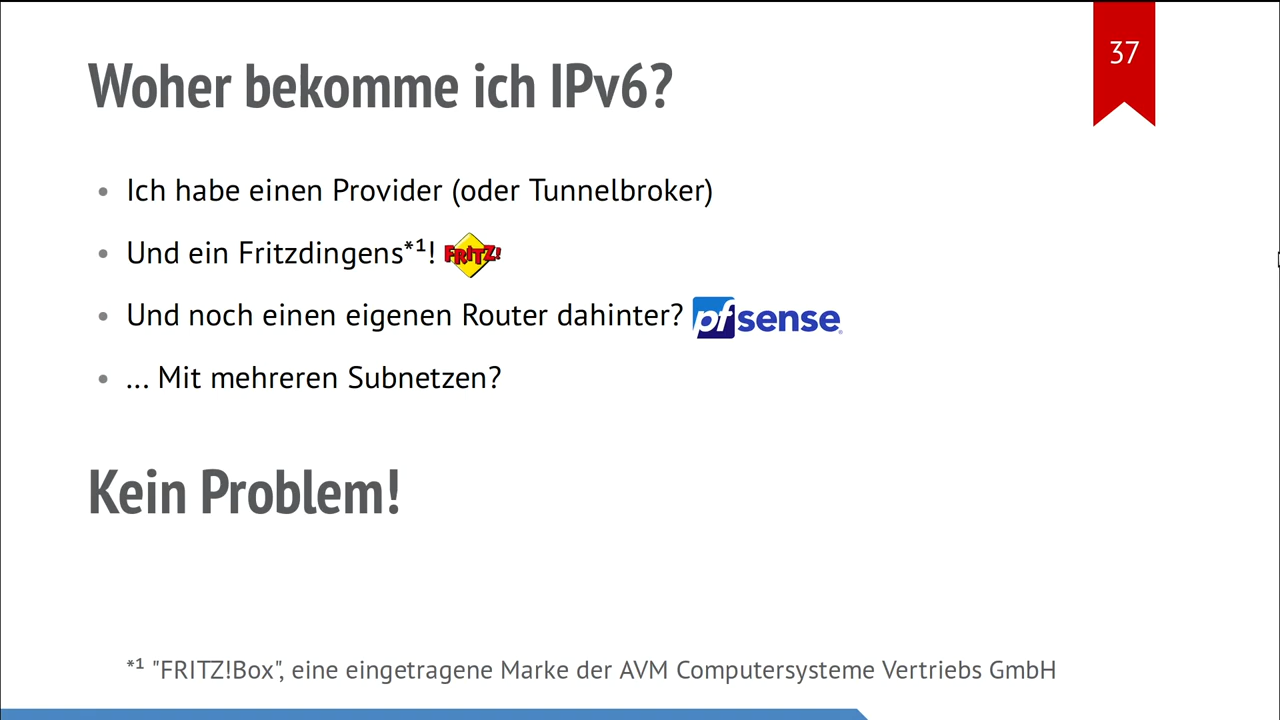 37
Woher bekomme ich IPv6?
• Ich habe einen Provider (oder Tunnelbroker)
• Und ein Fritzdingens*¹! FRITZ!
• Und noch einen eigenen Router dahinter? pfsense
• ... Mit mehreren Subnetzen?
Kein Problem!
*¹ "FRITZ!Box", eine eingetragene Marke der AVM Computersysteme Vertriebs GmbH